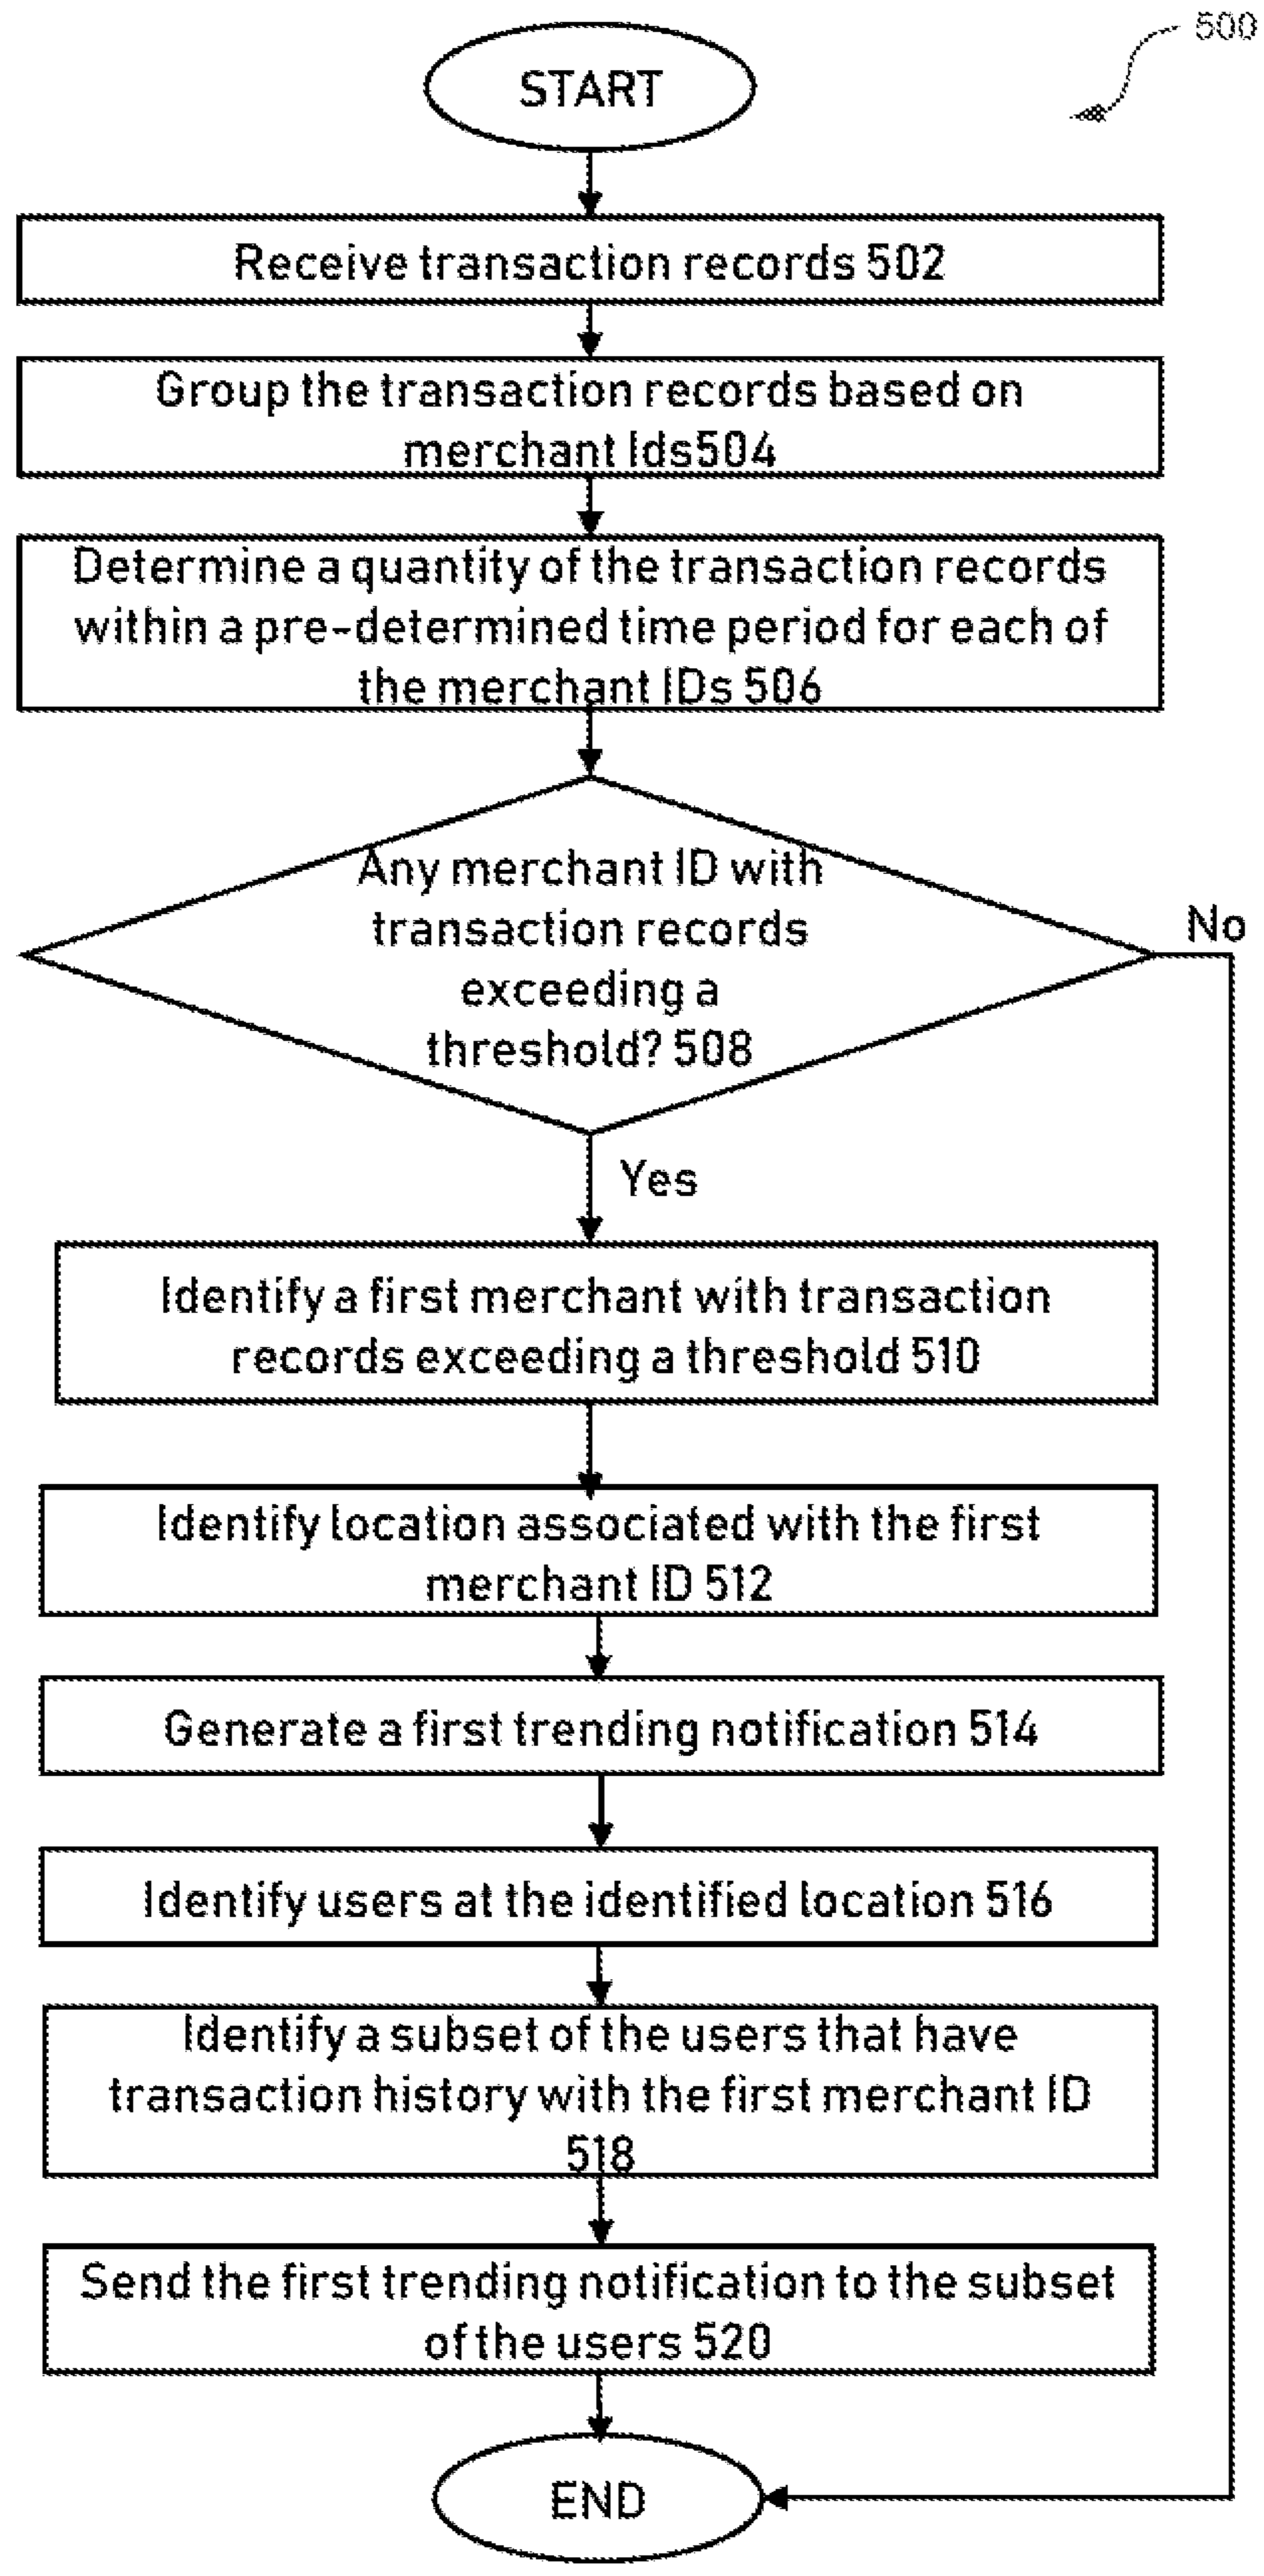 500
START
Receive transaction records 502
Group the transaction records based on
merchant Ids504
Determine a quantity of the transaction records
within a pre-determined time period for each of
the merchant IDs 506
Any merchant ID with
transaction records
exceeding a
threshold? 508
No
Yes
Identify a first merchant with transaction
records exceeding a threshold 510
Identify location associated with the first
merchant ID 512
Generate a first trending notification 514
Identify users at the identified location 516
Identify a subset of the users that have
transaction history with the first merchant ID
518
Send the first trending notification to the subset
of the users 520
END